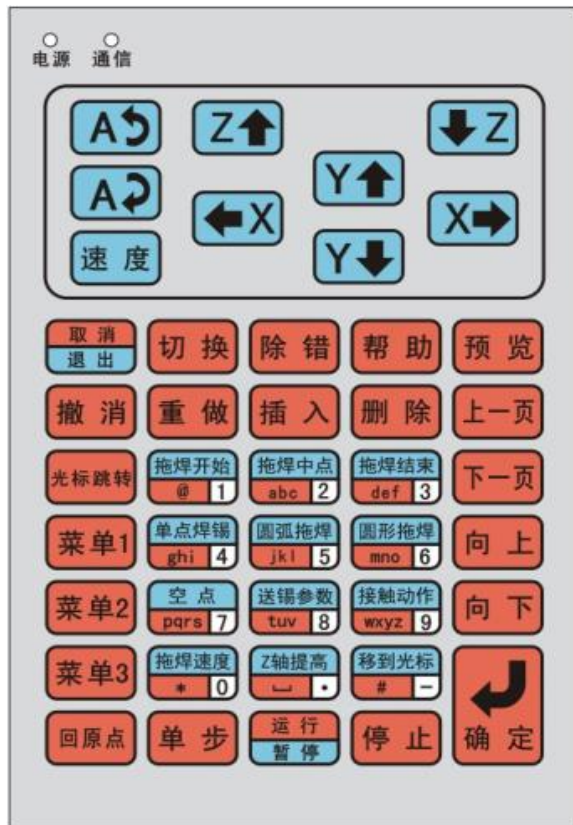 电源 通信
A Z Z
A Y
X X
速 度 Y
取 消
退 出
切 换
除 错
帮 助
预 览
撤 消
重 做
插 入
删 除
上一页
光标跳转
拖焊开始
@ 1
拖焊中点
abc 2
拖焊结束
def 3
下一页
菜单1
单点焊锡
ghi 4
圆弧拖焊
jkl 5
圆形拖焊
mno 6
向 上
菜单2
空 点
pqrs 7
送锡参数
tuv 8
接触动作
wxyz 9
向 下
菜单3
拖焊速度
* 0
Z轴提高
⎵ •
移到光标
# -
确 定
回原点
单 步
运 行
暂 停
停 止